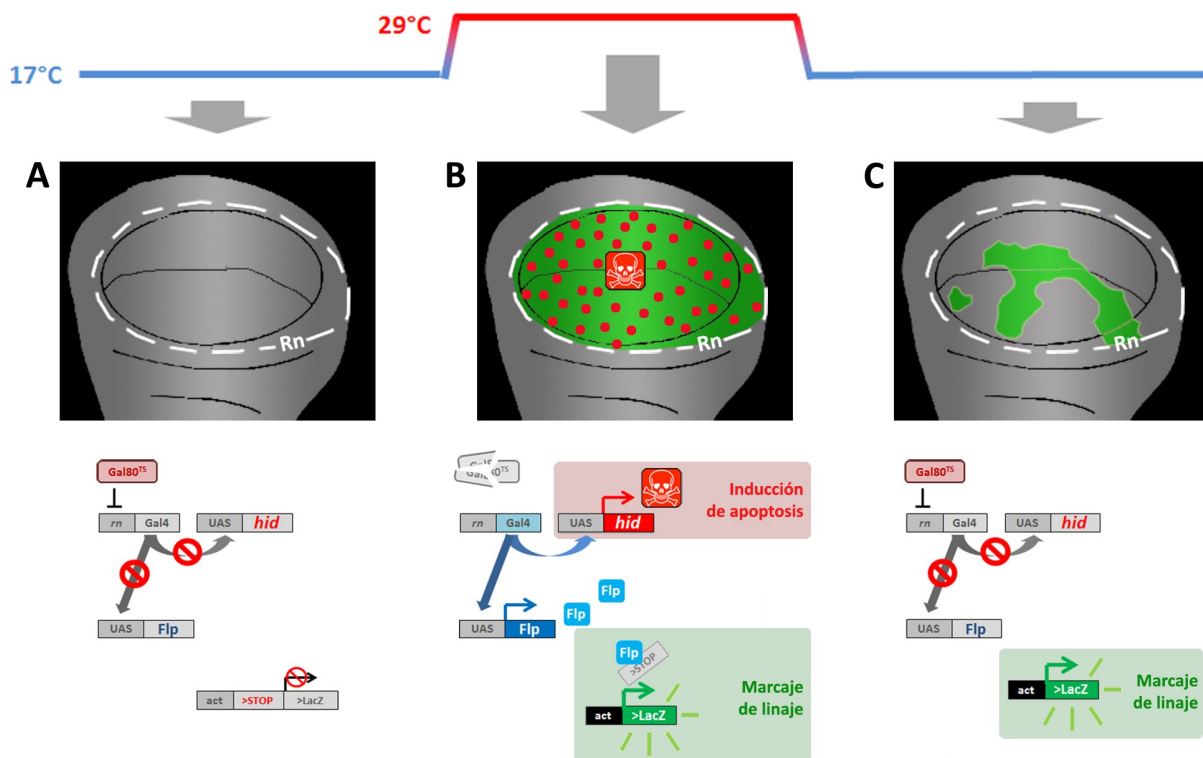 29°C
17°C
A
B
C
Rn
Rn
Rn
Gal80TS
rn Gal4 UAS hid
UAS Flp
act >STOP >LacZ
Gal80TS
rn Gal4 UAS hid
Inducción
de apoptosis
Flp
Flp
UAS Flp
Flp
>STOP
act >LacZ
Marcaje
de linaje
Gal80TS
rn Gal4 UAS hid
UAS Flp
act >LacZ
Marcaje
de linaje